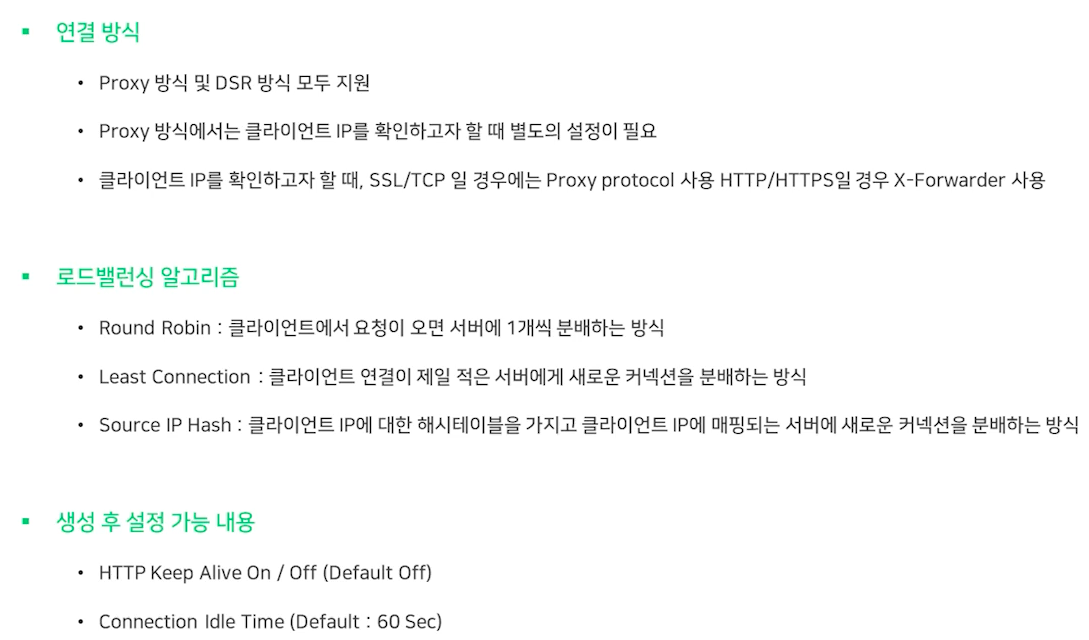 연결 방식
Proxy 방식 및 DSR 방식 모두 지원
Proxy 방식에서는 클라이언트 IP를 확인하고자 할 때 별도의 설정이 필요
클라이언트 IP를 확인하고자 할 때, SSL/TCP 일 경우에는 Proxy protocol 사용 HTTP/HTTPS일 경우 X-Forwarder 사용
로드밸런싱 알고리즘
Round Robin : 클라이언트에서 요청이 오면 서버에 1개씩 분배하는 방식
Least Connection : 클라이언트 연결이 제일 적은 서버에게 새로운 커넥션을 분배하는 방식
Source IP Hash : 클라이언트 IP에 대한 해시테이블을 가지고 클라이언트 IP에 매핑되는 서버에 새로운 커넥션을 분배하는 방식
생성 후 설정 가능 내용
HTTP Keep Alive On / Off (Default Off)
Connection Idle Time (Default : 60 Sec)